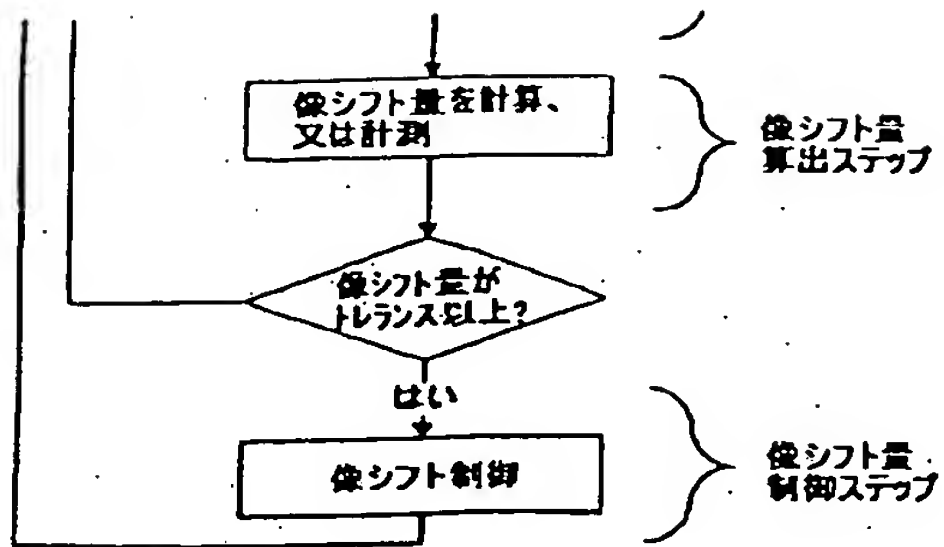 像シフト量を計算、
又は計測
像シフト量
算出ステップ
像シフト量が
トレランス以上?
はい
像シフト制御
像シフト量
制御ステップ